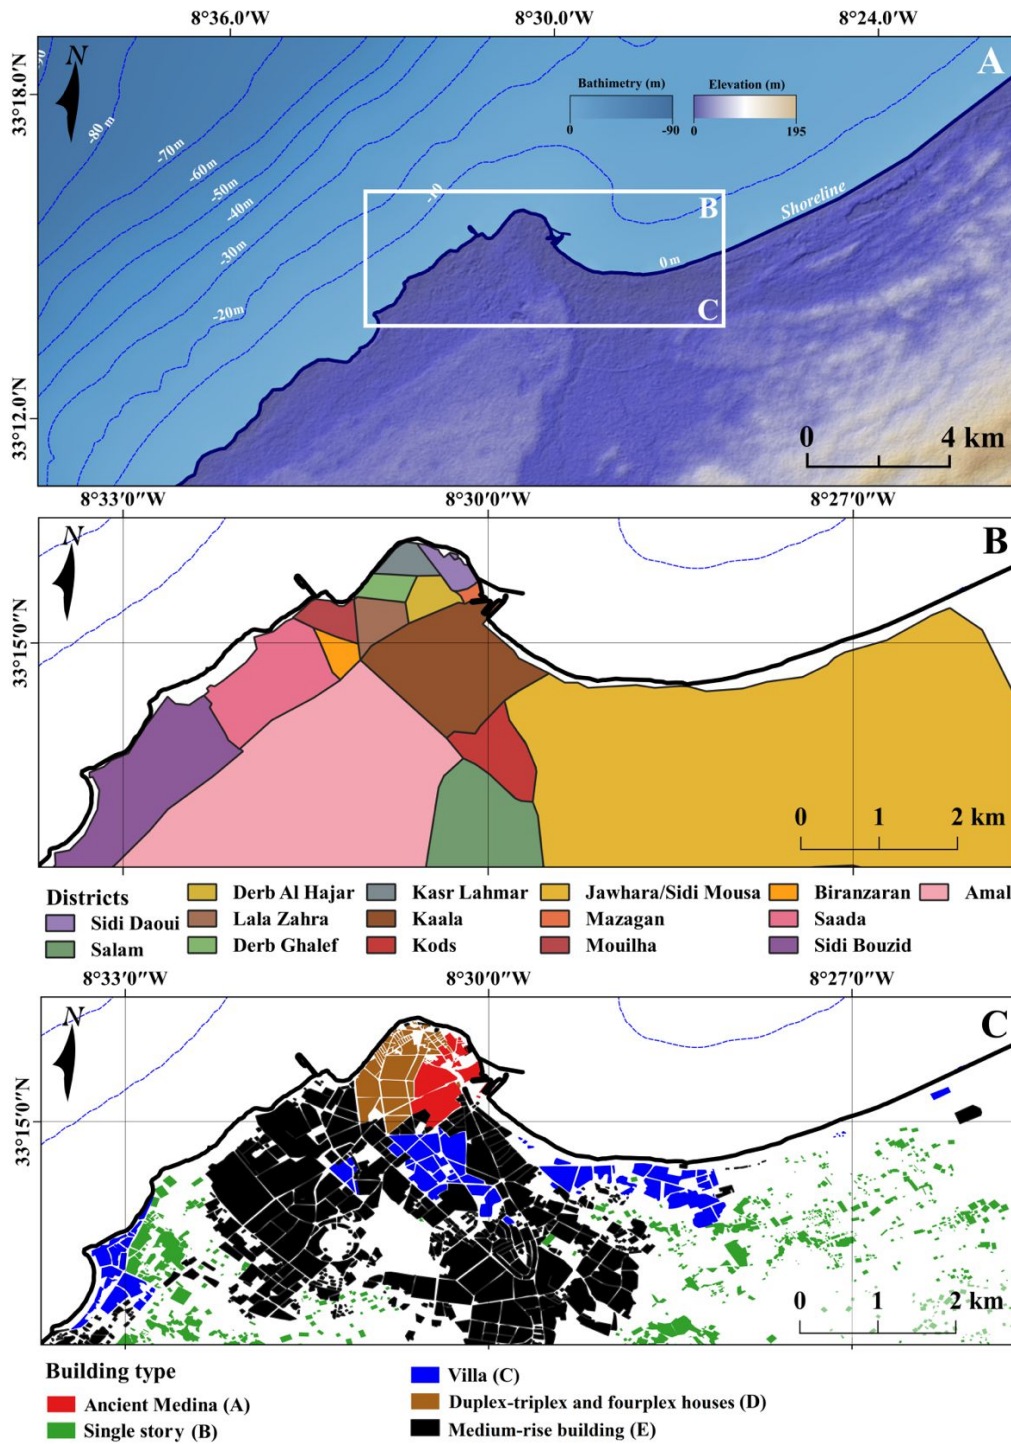 8°36.0'W 8°30.0'W 8°24.0'W
N
A
33°18.0'N
33°12.0'N
Bathimetry (m)
0 -90
Elevation (m)
0 195
-90
-80m
-70m
-60m
-50m
-40m
-30m
-20m
-10
B
Shoreline
0m
C
0 4 km
8°33'0"W 8°30'0"W 8°27'0"W
N
B
33°15'0"N
0 1 2 km
Districts
Sidi Daoui
Salam
Derb Al Hajar
Lala Zahra
Derb Ghalef
Kasr Lahmar
Kaala
Kods
Jawhara/Sidi Mousa
Mazagan
Mouilha
Biranzaran
Saada
Sidi Bouzid
Amal
8°33'0"W 8°30'0"W 8°27'0"W
N
C
33°15'0"N
0 1 2 km
Building type
Ancient Medina (A)
Single story (B)
Villa (C)
Duplex-triplex and fourplex houses (D)
Medium-rise building (E)